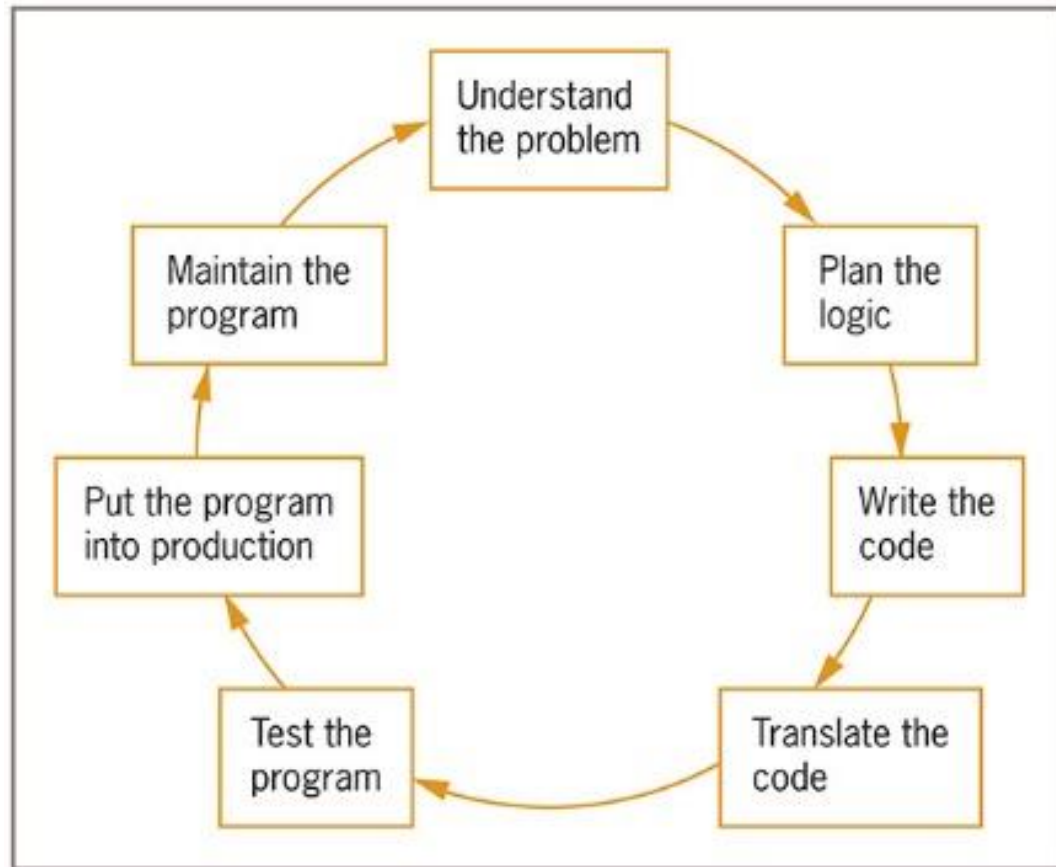 Understand
the problem
Plan the
logic
Write the
code
Translate the
code
Test the
program
Put the program
into production
Maintain the
program